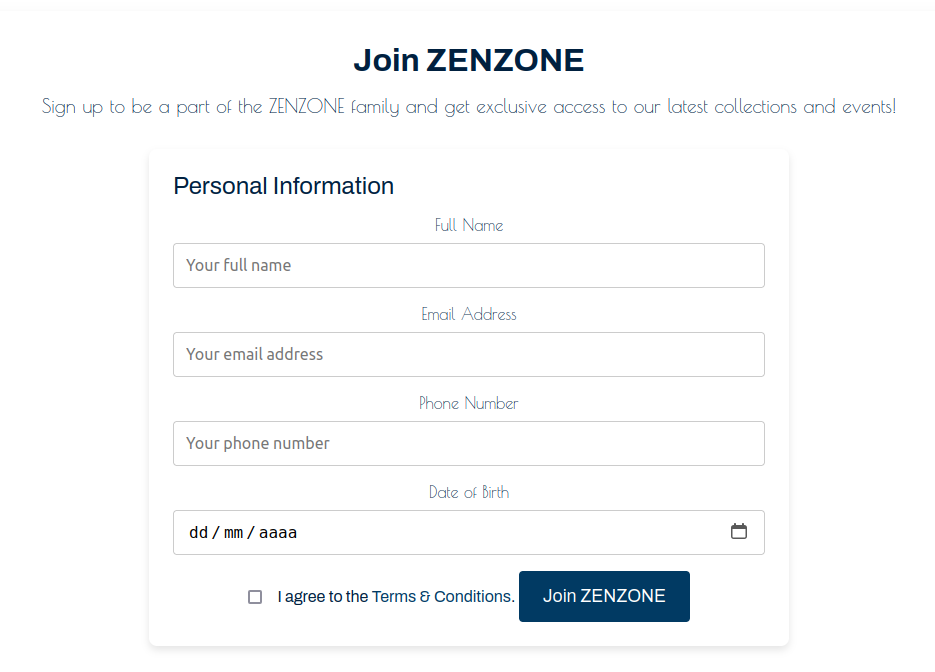 Join ZENZONE
Sign up to be a part of the ZENZONE family and get exclusive access to our latest collections and events!
Personal Information
Full Name
Your full name
Email Address
Your email address
Phone Number
Your phone number
Date of Birth
dd/mm/aaaa
I agree to the Terms & Conditions. Join ZENZONE